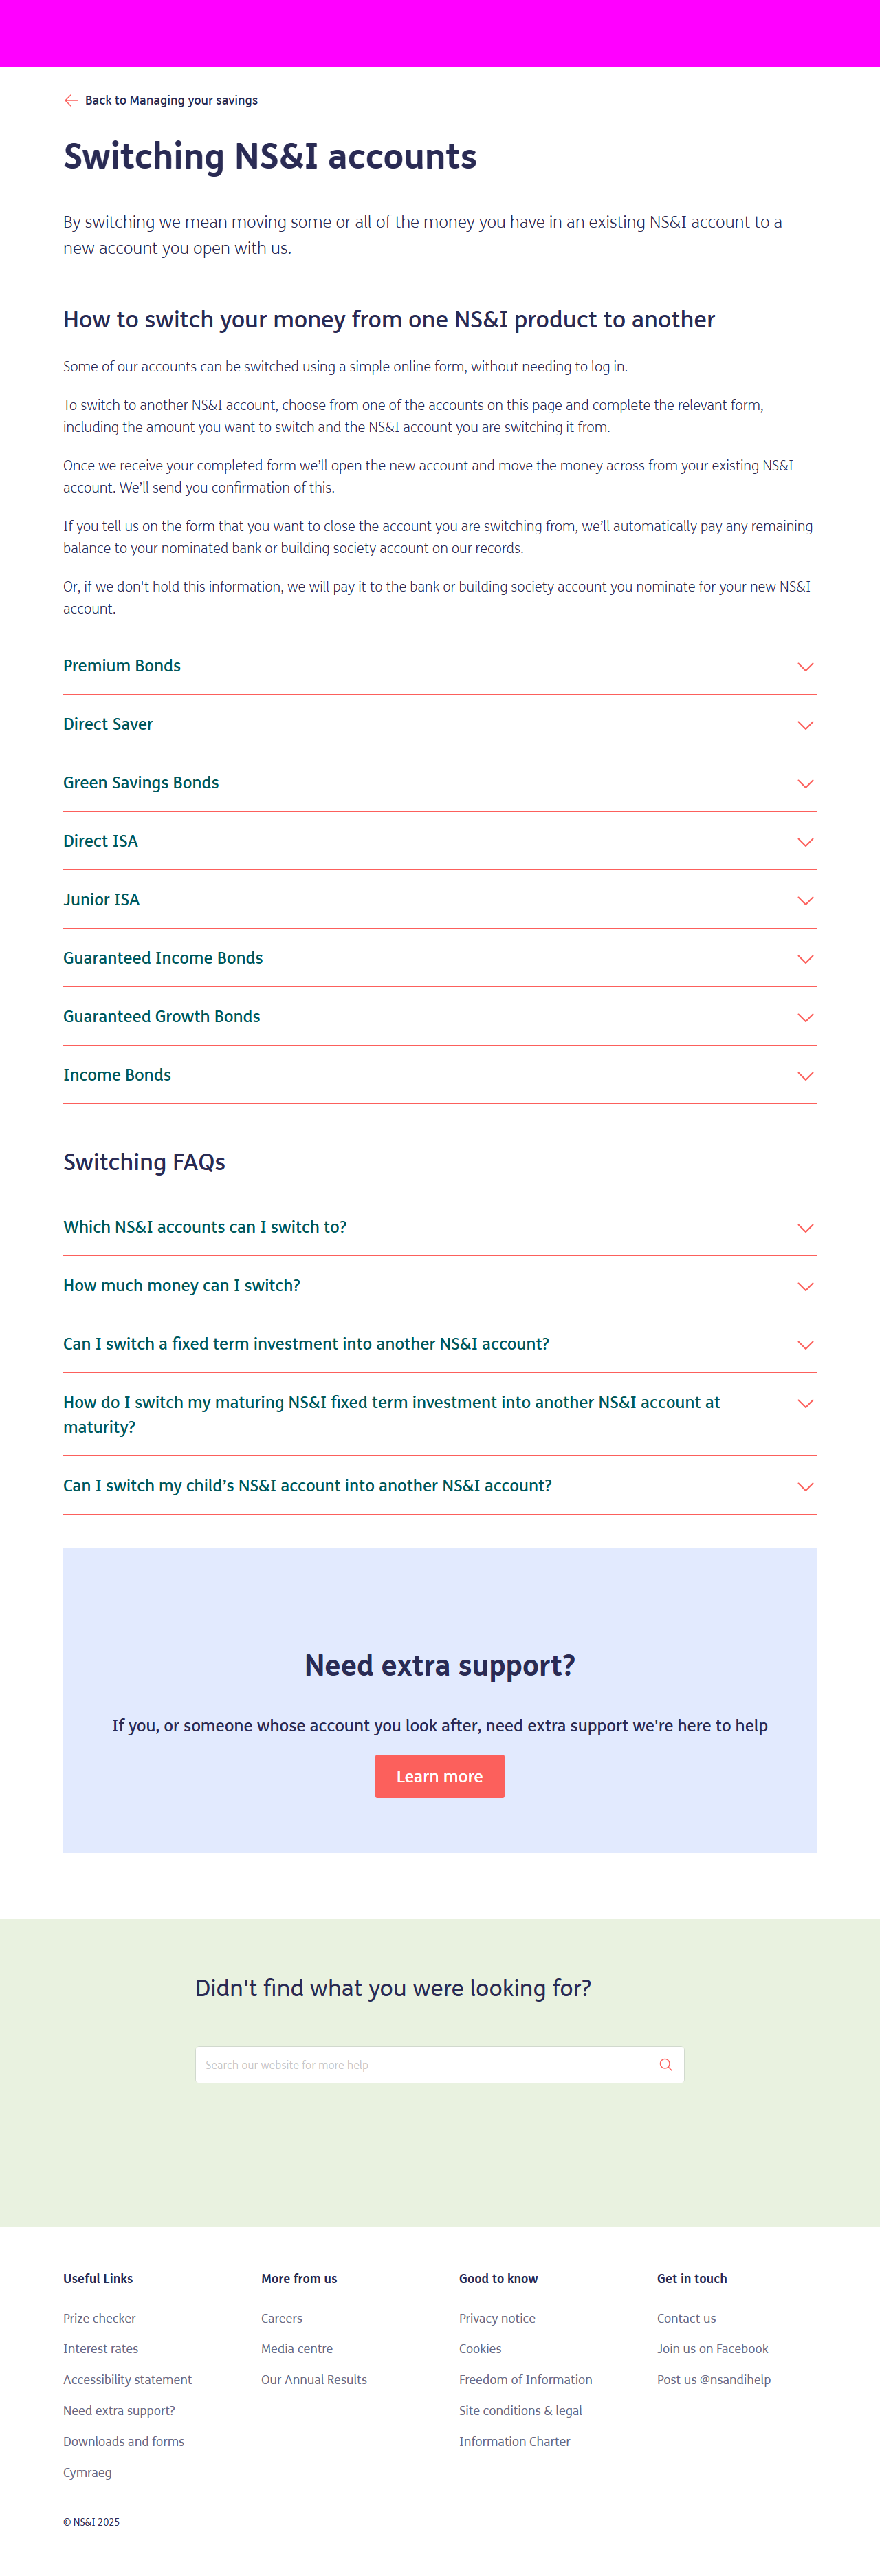 Back to Managing your savings
Switching NS&I accounts
By switching we mean moving some or all of the money you have in an existing NS&I account to a
new account you open with us.
How to switch your money from one NS&I product to another
Some of our accounts can be switched using a simple online form, without needing to log in.
To switch to another NS&I account, choose from one of the accounts on this page and complete the relevant form,
including the amount you want to switch and the NS&I account you are switching it from.
Once we receive your completed form we’ll open the new account and move the money across from your existing NS&I
account. We’ll send you confirmation of this.
If you tell us on the form that you want to close the account you are switching from, we’ll automatically pay any remaining
balance to your nominated bank or building society account on our records.
Or, if we don't hold this information, we will pay it to the bank or building society account you nominate for your new NS&I
account.
Premium Bonds
Direct Saver
Green Savings Bonds
Direct ISA
Junior ISA
Guaranteed Income Bonds
Guaranteed Growth Bonds
Income Bonds
Switching FAQs
Which NS&I accounts can I switch to?
How much money can I switch?
Can I switch a fixed term investment into another NS&I account?
How do I switch my maturing NS&I fixed term investment into another NS&I account at
maturity?
Can I switch my child’s NS&I account into another NS&I account?
Need extra support?
If you, or someone whose account you look after, need extra support we're here to help
Learn more
Didn't find what you were looking for?
Search our website for more help
Useful Links
Prize checker
Interest rates
Accessibility statement
Need extra support?
Downloads and forms
Cymraeg
More from us
Careers
Media centre
Our Annual Results
Good to know
Privacy notice
Cookies
Freedom of Information
Site conditions & legal
Information Charter
Get in touch
Contact us
Join us on Facebook
Post us @nsandihelp
© NS&I 2025